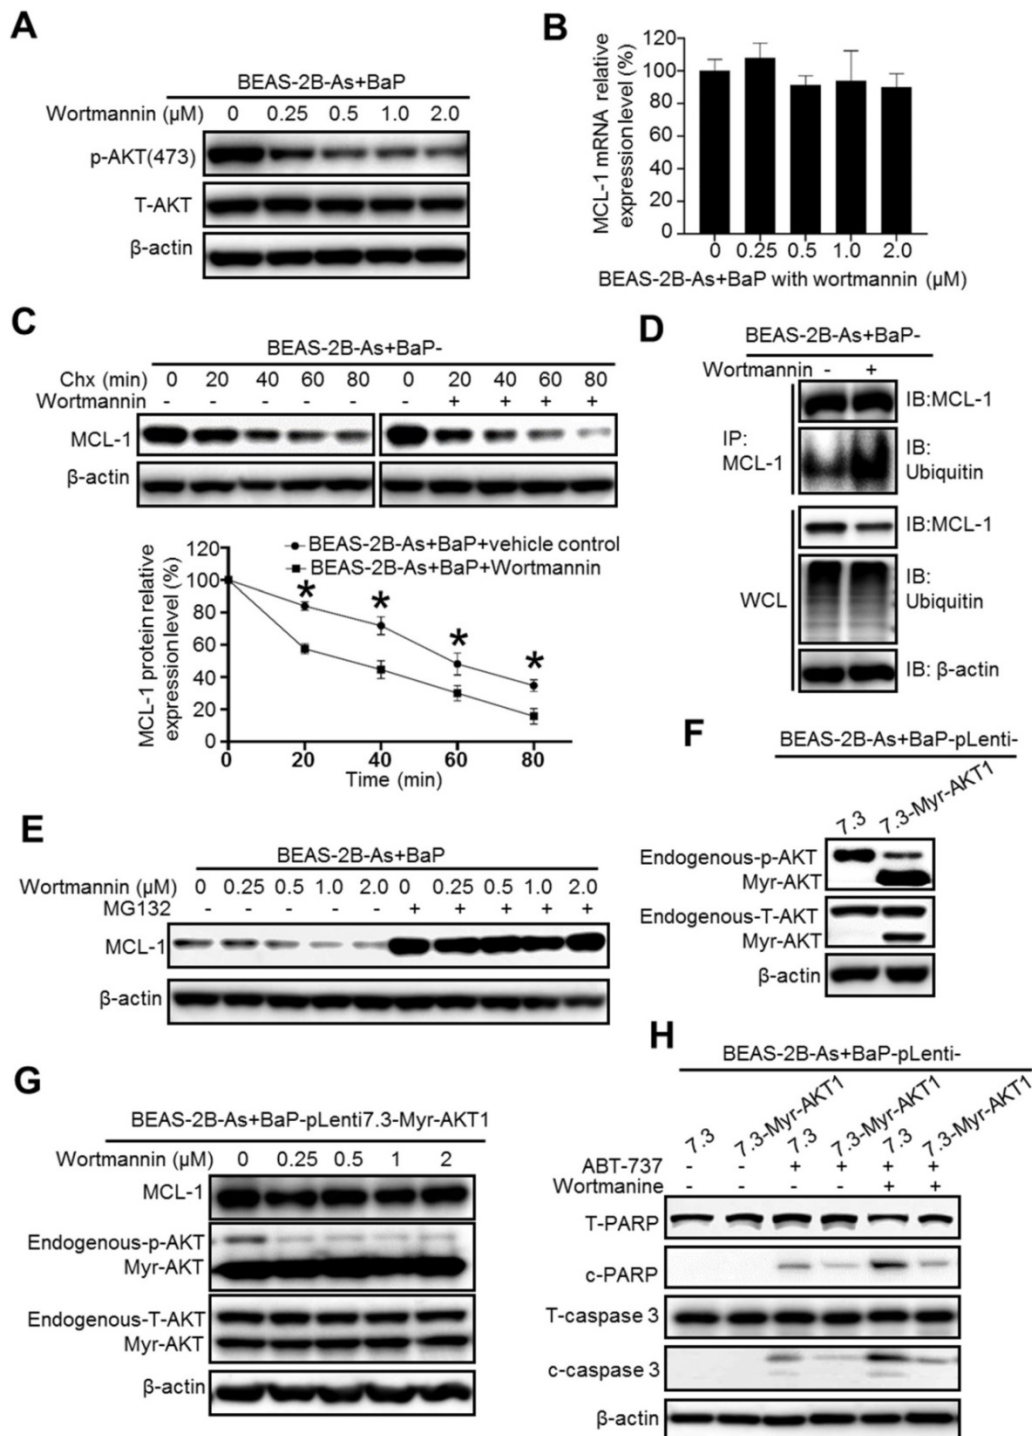 A
BEAS-2B-As+BaP
Wortmannin (µM) 0 0.25 0.5 1.0 2.0
p-AKT(473)
T-AKT
β-actin
B
MCL-1 mRNA relative
expression level (%)
120
100
80
60
40
20
0
0 0.25 0.5 1.0 2.0
BEAS-2B-As+BaP with wortmannin (µM)
C
BEAS-2B-As+BaP-
Chx (min) 0 20 40 60 80 0 20 40 60 80
Wortmannin - - - - - - + + + +
MCL-1
β-actin
MCL-1 protein relative
expression level (%)
120
100
80
60
40
20
0
BEAS-2B-As+BaP+vehicle control
BEAS-2B-As+BaP+Wortmannin
* * * *
0 20 40 60 80
Time (min)
D
BEAS-2B-As+BaP-
Wortmannin - +
IP:
MCL-1
IB:MCL-1
IB:
Ubiquitin
WCL
IB:MCL-1
IB:
Ubiquitin
IB: β-actin
E
BEAS-2B-As+BaP
Wortmannin (µM) 0 0.25 0.5 1.0 2.0 0 0.25 0.5 1.0 2.0
MG132 - - - - - + + + + +
MCL-1
β-actin
F
BEAS-2B-As+BaP-pLenti-
7.3 7.3-Myr-AKT1
Endogenous-p-AKT
Myr-AKT
Endogenous-T-AKT
Myr-AKT
β-actin
G
BEAS-2B-As+BaP-pLenti7.3-Myr-AKT1
Wortmannin (µM) 0 0.25 0.5 1 2
MCL-1
Endogenous-p-AKT
Myr-AKT
Endogenous-T-AKT
Myr-AKT
β-actin
H
BEAS-2B-As+BaP-pLenti-
7.3 7.3-Myr-AKT1 7.3 7.3-Myr-AKT1 7.3 7.3-Myr-AKT1
ABT-737 - - + + + +
Wortmanine - - - - + +
T-PARP
c-PARP
T-caspase 3
c-caspase 3
β-actin